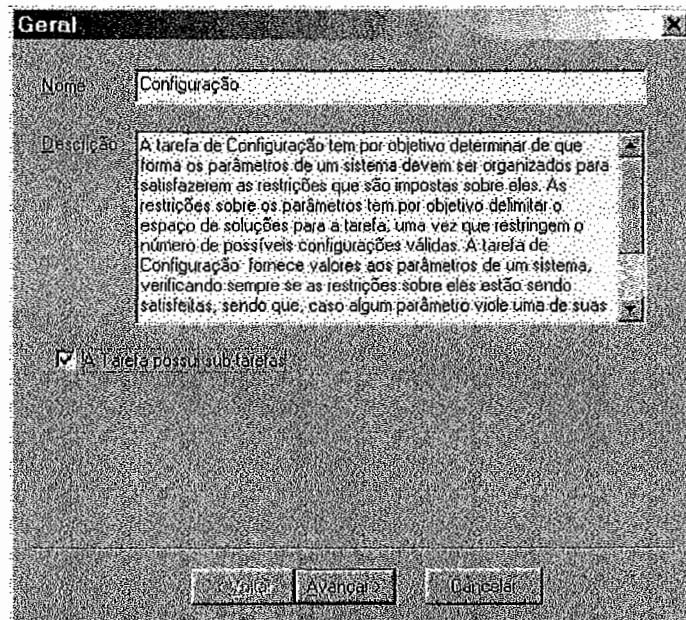 Geral
Nome
Configuração
Descrição
A tarefa de Configuração tem por objetivo determinar de que
forma os parâmetros de um sistema devem ser organizados para
satisfazerem as restrições que são impostas sobre eles. As
restrições sobre os parâmetros tem por objetivo delimitar o
espaço de soluções para a tarefa, uma vez que restringem o
número de possíveis configurações válidas. A tarefa de
Configuração fornece valores aos parâmetros de um sistema,
verificando sempre se as restrições sobre eles estão sendo
satisfeitas, sendo que, caso algum parâmetro viole uma de suas
A Tarefa possui sub-tarefas
< Voltar
Avançar >
Cancelar